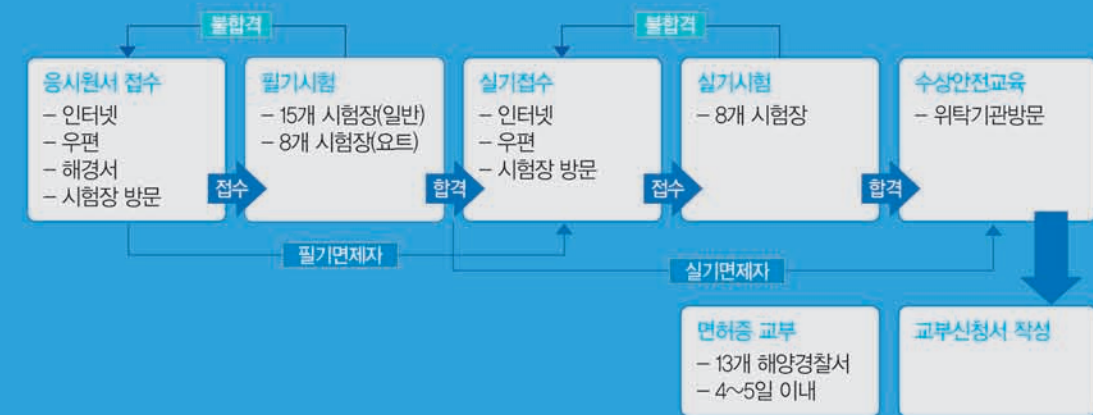 불합격
불합격
응시원서 접수
– 인터넷
– 우편
– 해경서
– 시험장 방문
접수
필기시험
– 15개 시험장(일반)
– 8개 시험장(요트)
합격
실기접수
– 인터넷
– 우편
– 시험장 방문
접수
실기시험
– 8개 시험장
합격
수상안전교육
– 위탁기관방문
필기면제자
실기면제자
면허증 교부
– 13개 해양경찰서
– 4~5일 이내
교부신청서 작성